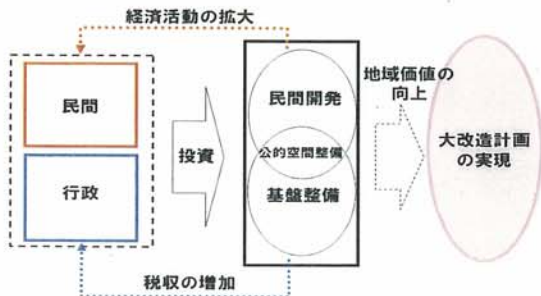 経済活動の拡大
民間
行政
投資
民間開発
公的空間整備
基盤整備
地域価値の
向上
大改造計画
の実現
税収の増加